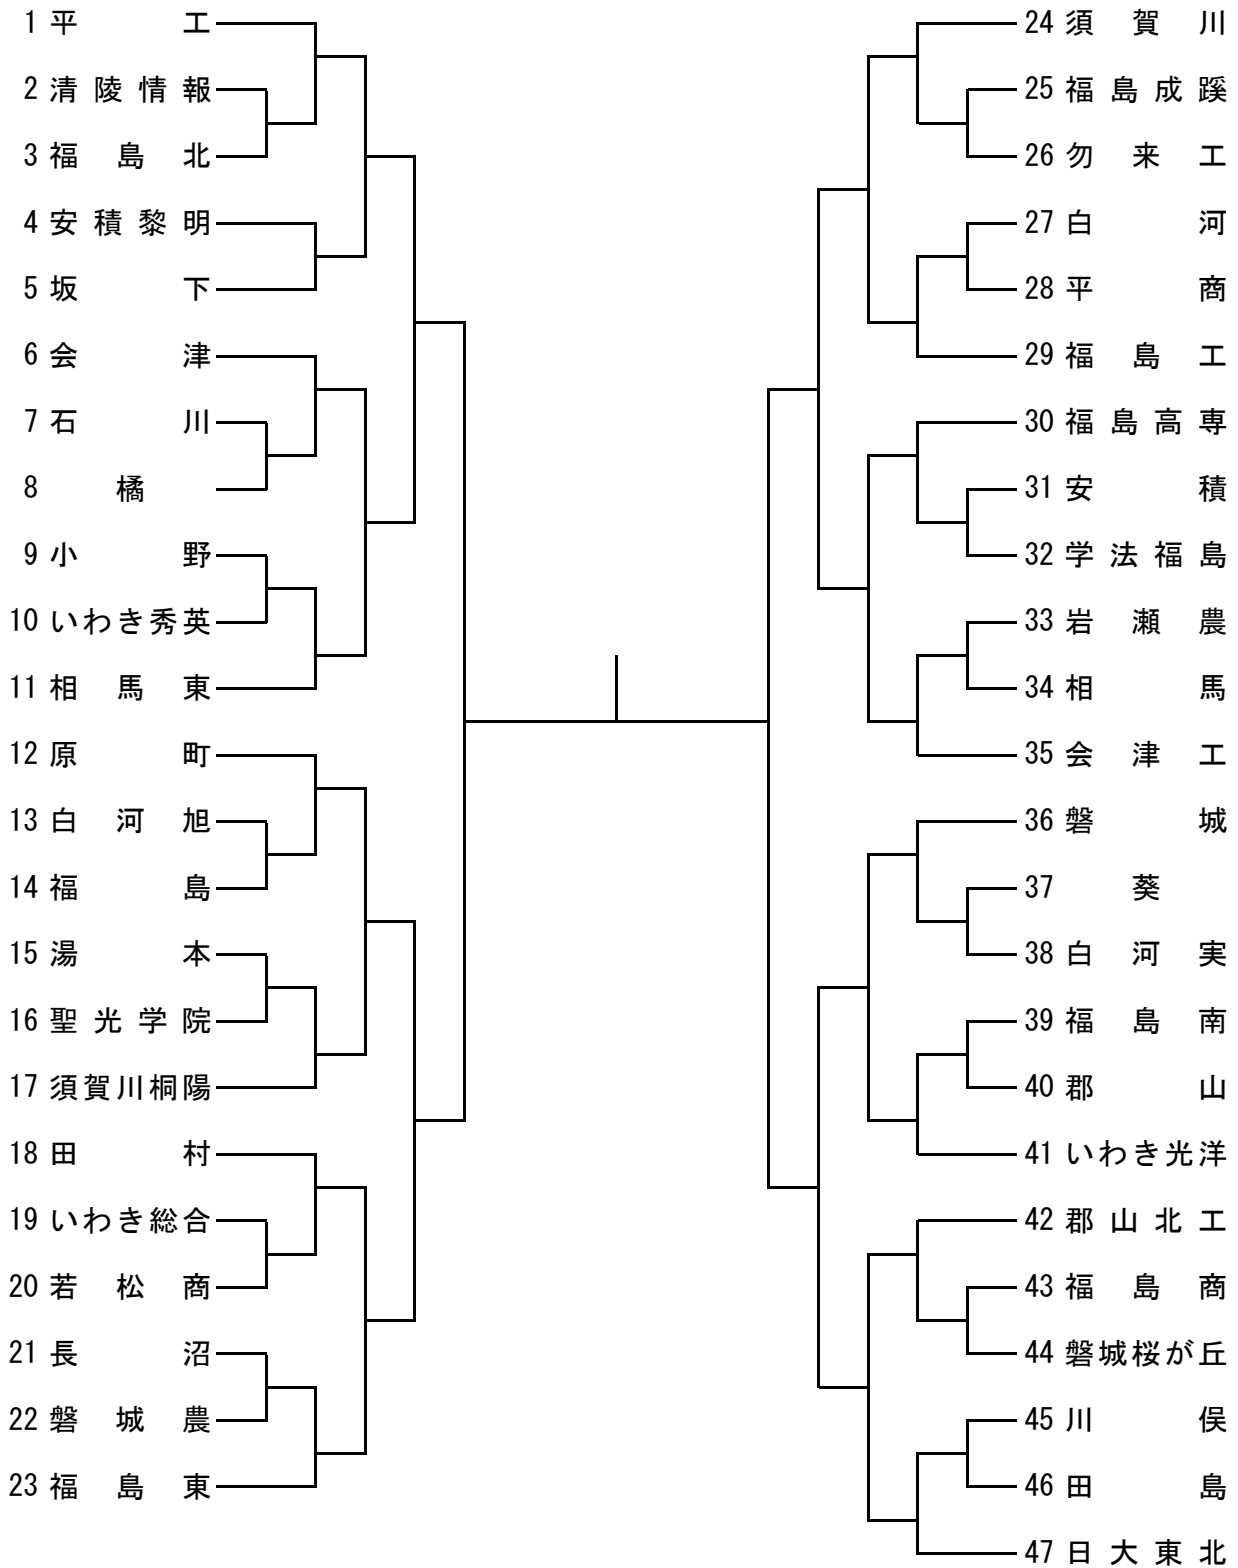 1 平工
2 清陵情報
3 福島北
4 安積黎明
5 坂下
6 会津
7 石川
8 橘
9 小野
10 いわき秀英
11 相馬東
12 原町
13 白河旭
14 福島
15 湯本
16 聖光学院
17 須賀川桐陽
18 田村
19 いわき総合
20 若松商
21 長沼
22 磐城農
23 福島東
24 須賀川
25 福島成蹊
26 勿来工
27 白河
28 平商
29 福島工
30 福島高専
31 安積
32 学法福島
33 岩瀬農
34 相馬
35 会津工
36 磐城
37 葵
38 白河実
39 福島南
40 郡山
41 いわき光洋
42 郡山北工
43 福島商
44 磐城桜が丘
45 川俣
46 田島
47 日大東北